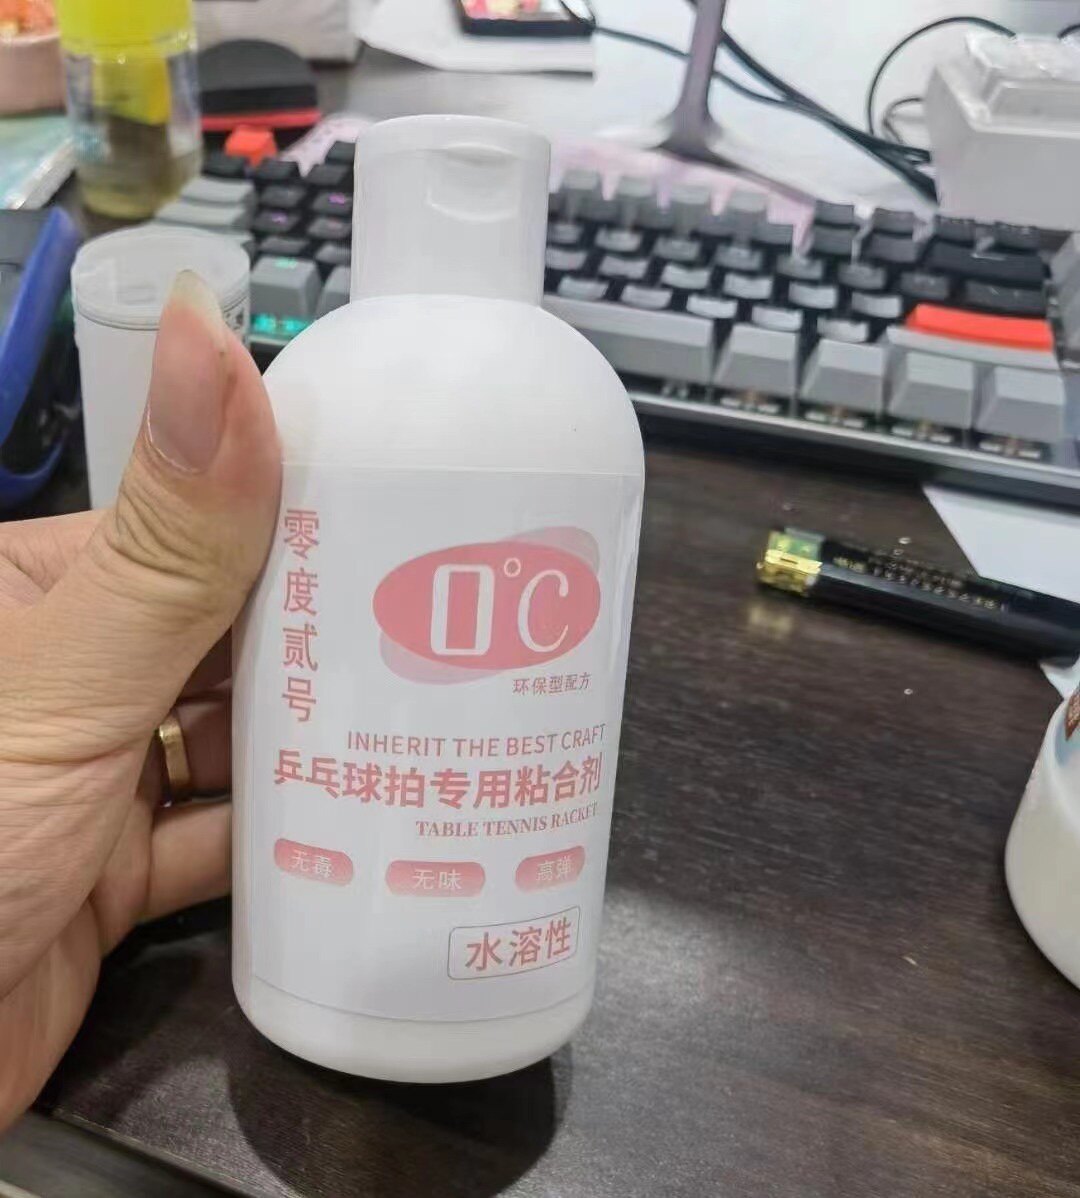 零度贰号
0℃
环保型配方
INHERIT THE BEST CRAFT
乒乓球拍专用粘合剂
TABLE TENNIS RACKET
无毒
无味
高弹
水溶性